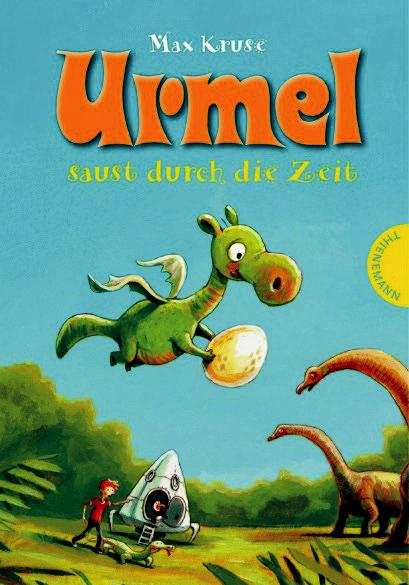 Max Kruse
Urmel
saust durch die Zeit
THIENEMANN